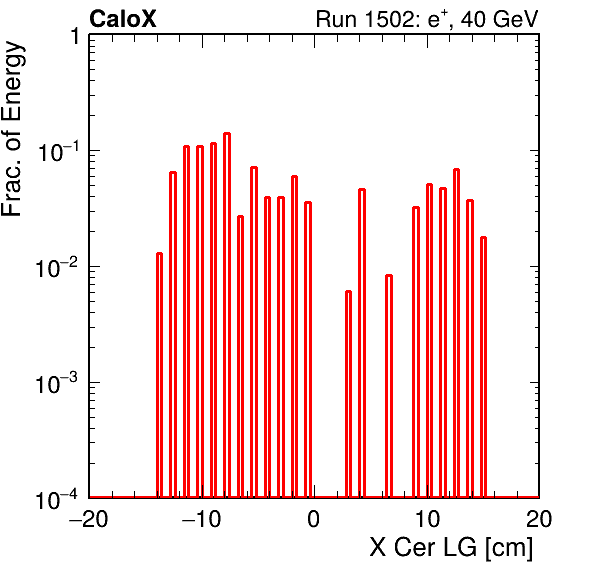 CaloX Run 1502: e⁺, 40 GeV
Frac. of Energy
1
10⁻¹
10⁻²
10⁻³
10⁻⁴
−20 −10 0 10 20
X Cer LG [cm]